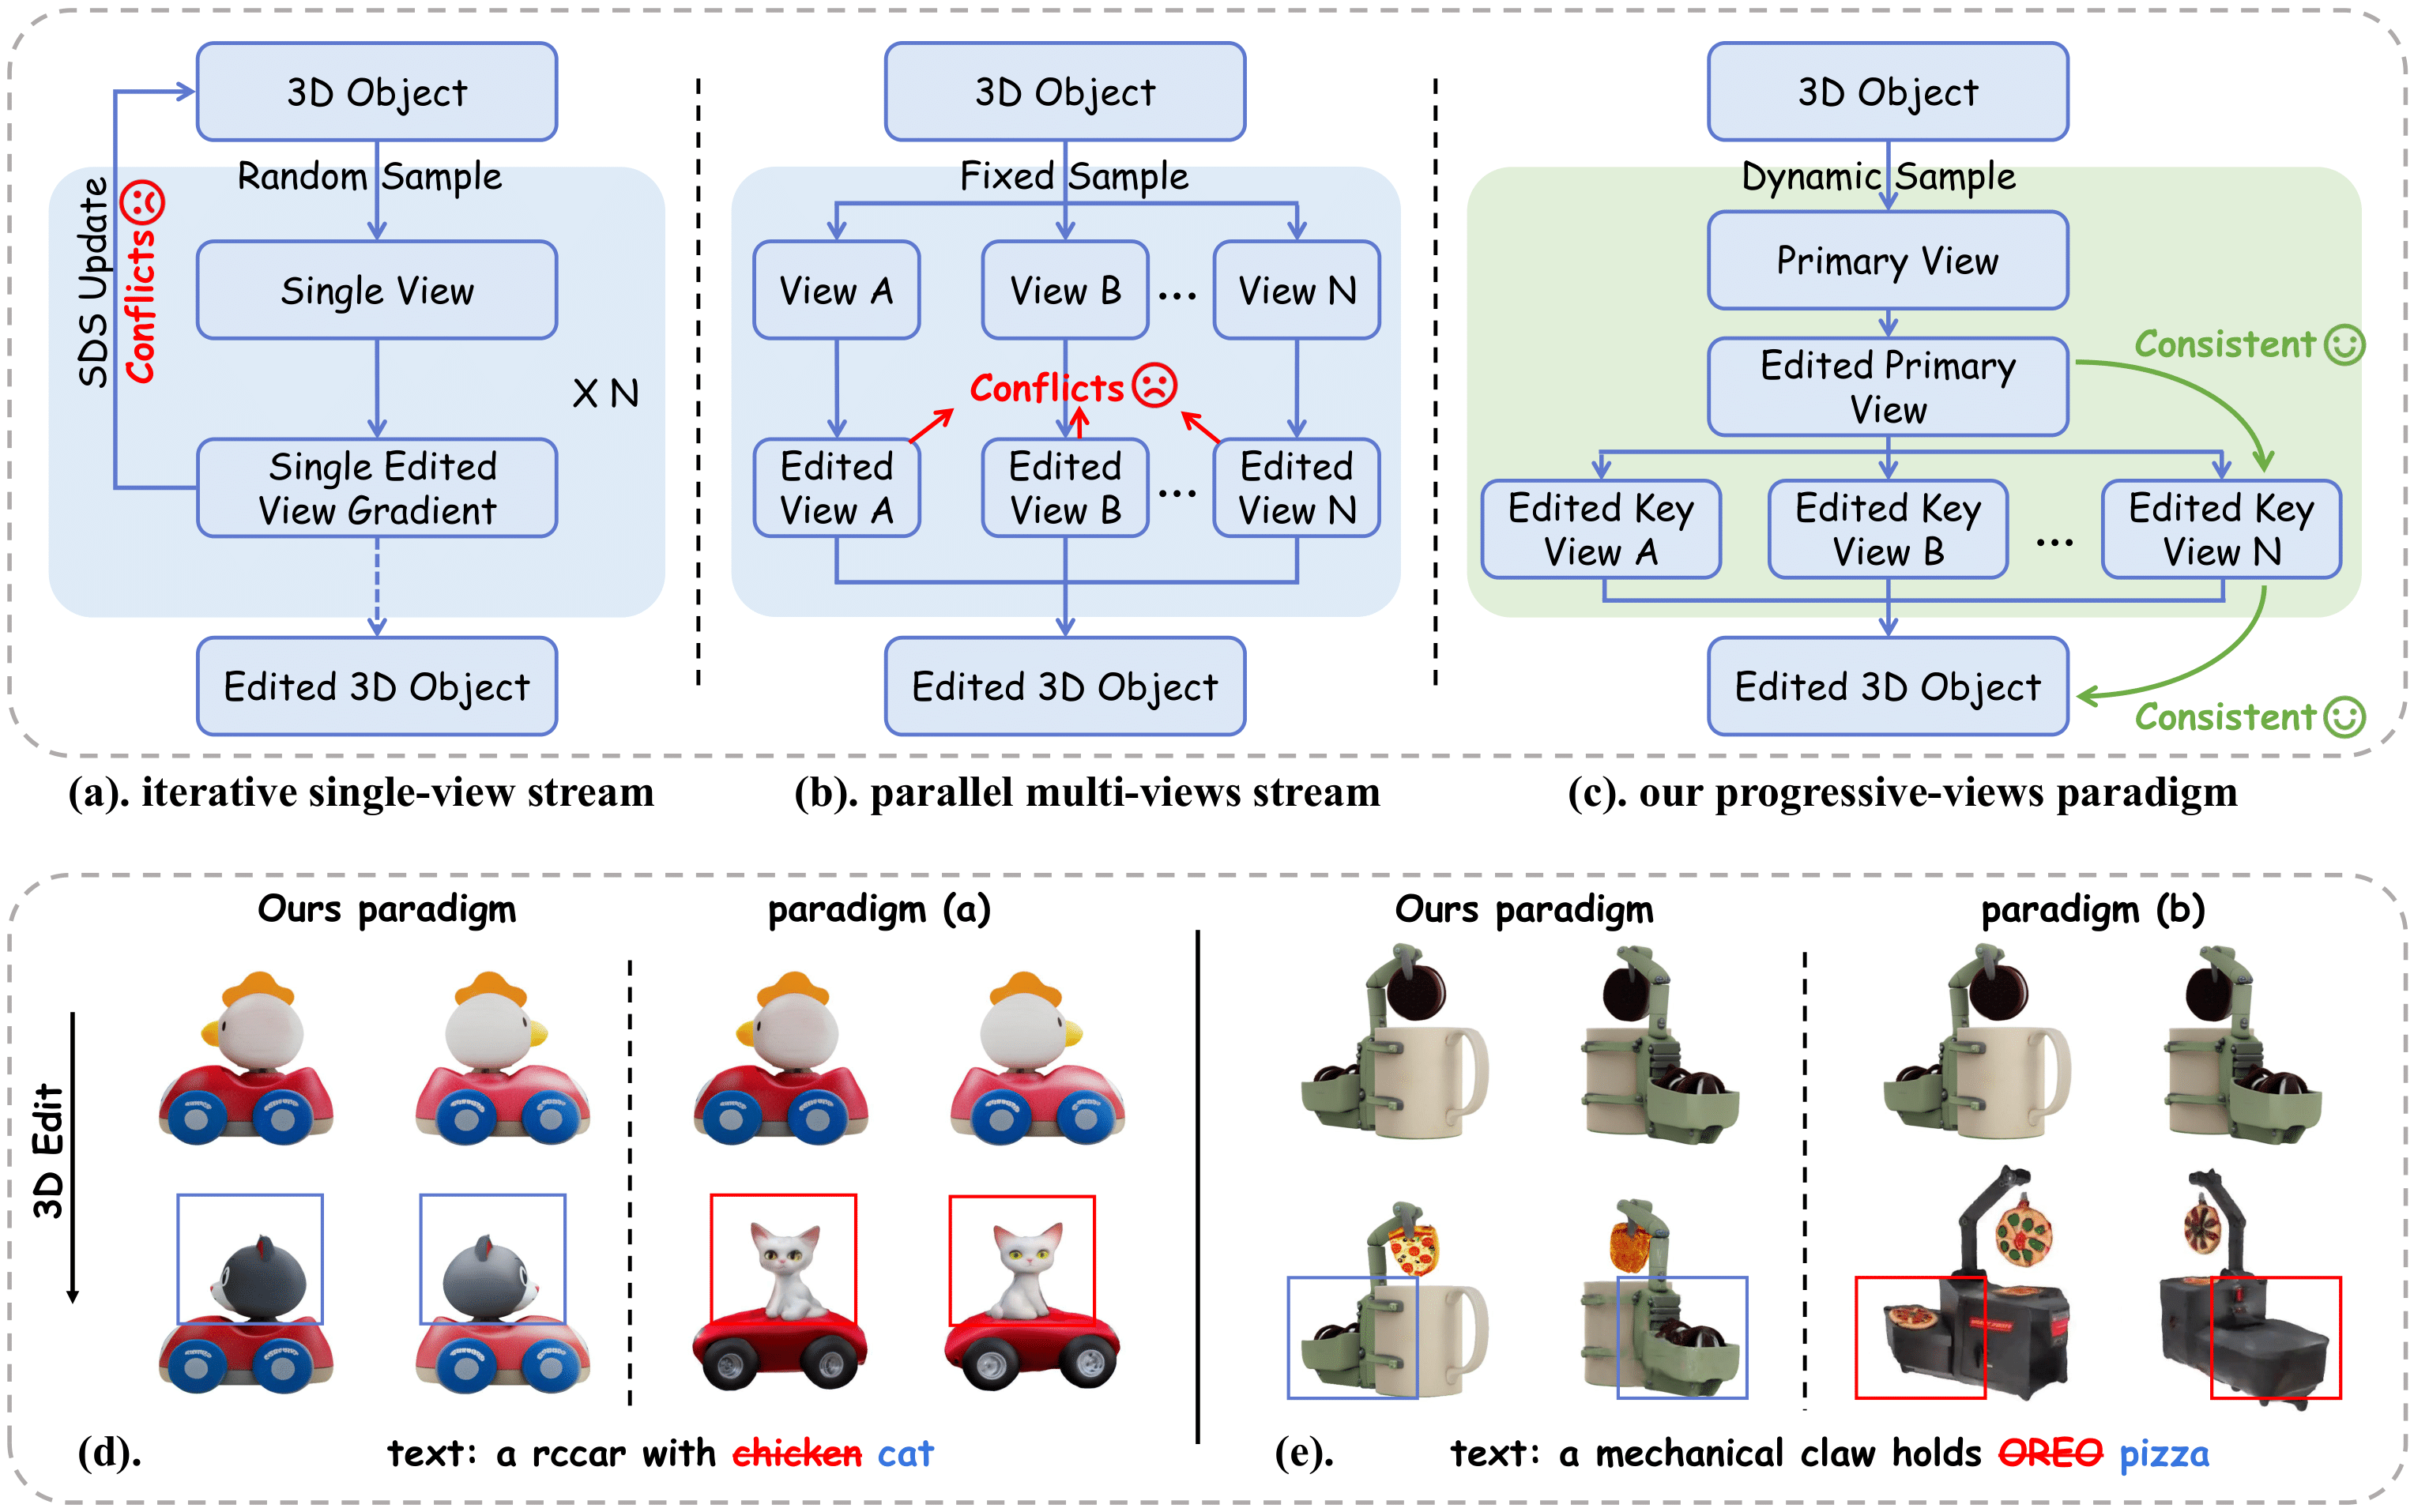 3D Object
Random Sample
SDS Update
Conflicts
Single View
X N
Single Edited
View Gradient
Edited 3D Object
3D Object
Fixed Sample
View A
View B
...
View N
Conflicts
Edited
View A
Edited
View B
...
Edited
View N
Edited 3D Object
3D Object
Dynamic Sample
Primary View
Consistent
Edited Primary
View
Edited Key
View A
Edited Key
View B
...
Edited Key
View N
Edited 3D Object
Consistent
(a). iterative single-view stream
(b). parallel multi-views stream
(c). our progressive-views paradigm
Ours paradigm
paradigm (a)
Ours paradigm
paradigm (b)
3D Edit
(d).
text: a rccar with chicken cat
(e).
text: a mechanical claw holds OREO pizza